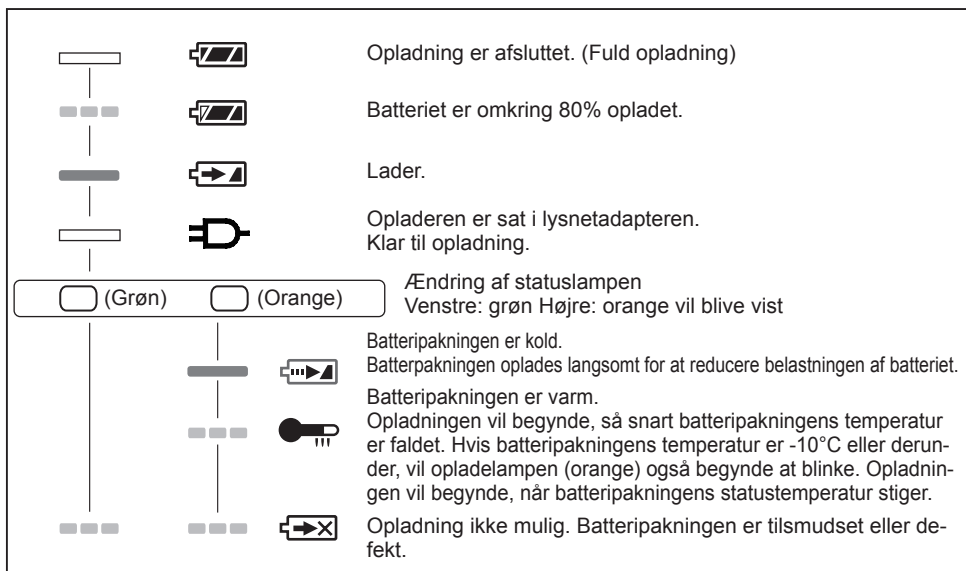 Opladning er afsluttet. (Fuld opladning)
Batteriet er omkring 80% opladet.
Lader.
Opladeren er sat i lysnetadapteren.
Klar til opladning.
(Grøn) (Orange)
Ændring af statuslampen
Venstre: grøn Højre: orange vil blive vist
Batteripakningen er kold.
Batterpakningen oplades langsomt for at reducere belastningen af batteriet.
Batteripakningen er varm.
Opladningen vil begynde, så snart batteripakningens temperatur
er faldet. Hvis batteripakningens temperatur er -10°C eller derun-
der, vil opladelampen (orange) også begynde at blinke. Opladnin-
gen vil begynde, når batteripakningens statustemperatur stiger.
Opladning ikke mulig. Batteripakningen er tilsmudset eller de-
fekt.